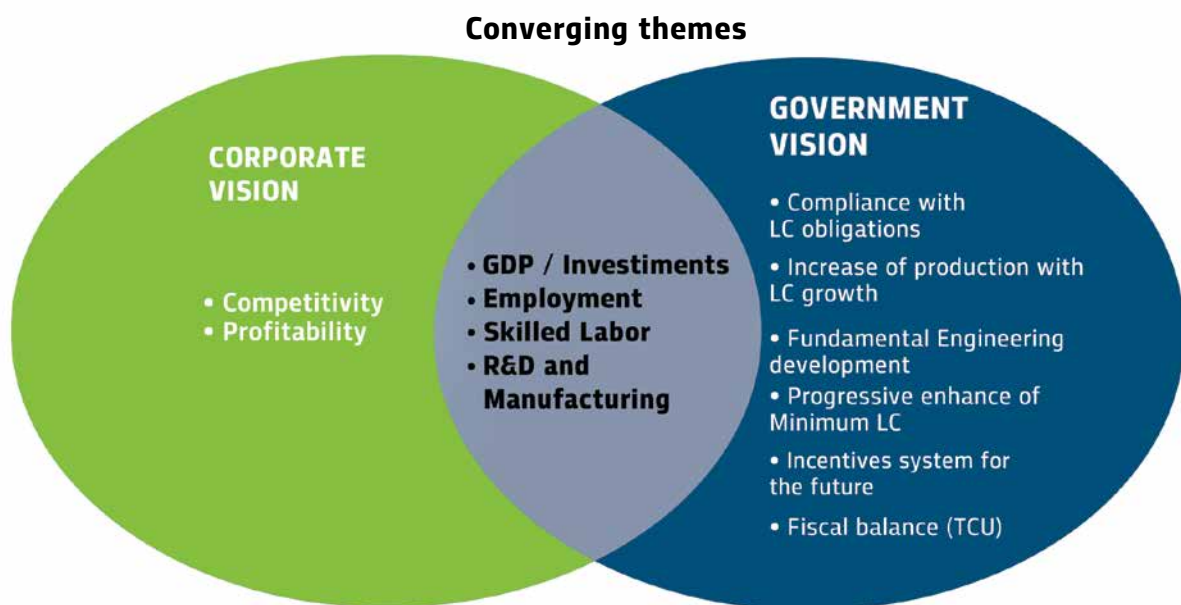 Converging themes
CORPORATE
VISION
• Competitivity
• Profitability
• GDP / Investiments
• Employment
• Skilled Labor
• R&D and
Manufacturing
GOVERNMENT
VISION
• Compliance with
LC obligations
• Increase of production with
LC growth
• Fundamental Engineering
development
• Progressive enhance of
Minimum LC
• Incentives system for
the future
• Fiscal balance (TCU)